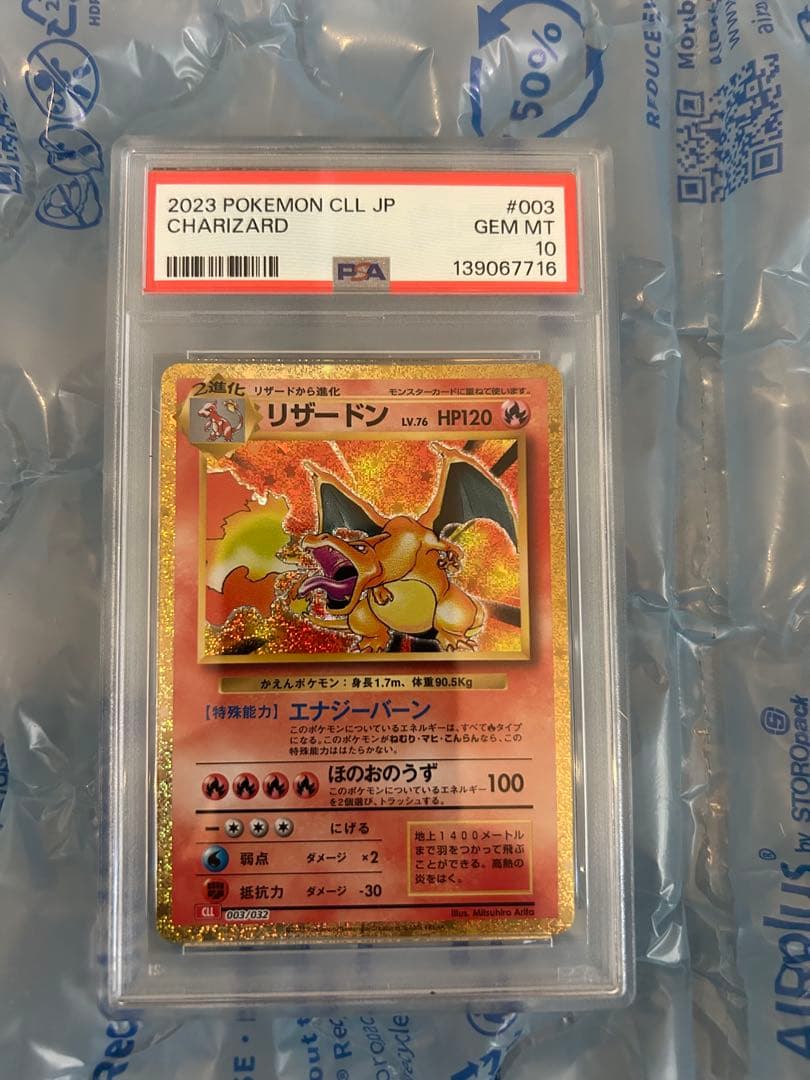 50%
REDUCE
2023 POKEMON CLL JP #003
CHARIZARD GEM MT
10
PSA
139067716
2進化 リザードから進化 モンスターカードに重ねて使います。
リザードン LV.76 HP120
かえんポケモン：身長1.7m、体重90.5Kg
【特殊能力】エナジーバーン
このポケモンについているエネルギーは、すべてタイプ
になる。このポケモンがねむり・マヒ・こんらんなら、この
特殊能力ははたらかない。
ほのおのうず 100
このポケモンについているエネルギー
を2個選び、トラッシュする。
にげる
弱点 ダメージ ×2
抵抗力 ダメージ -30
地上1400メートル
まで羽をつかって飛ぶ
ことができる。高熱の
炎をはく。
CLL 003/032
Illus. Mitsuhiro Arita
AIRplus® by STOROpack